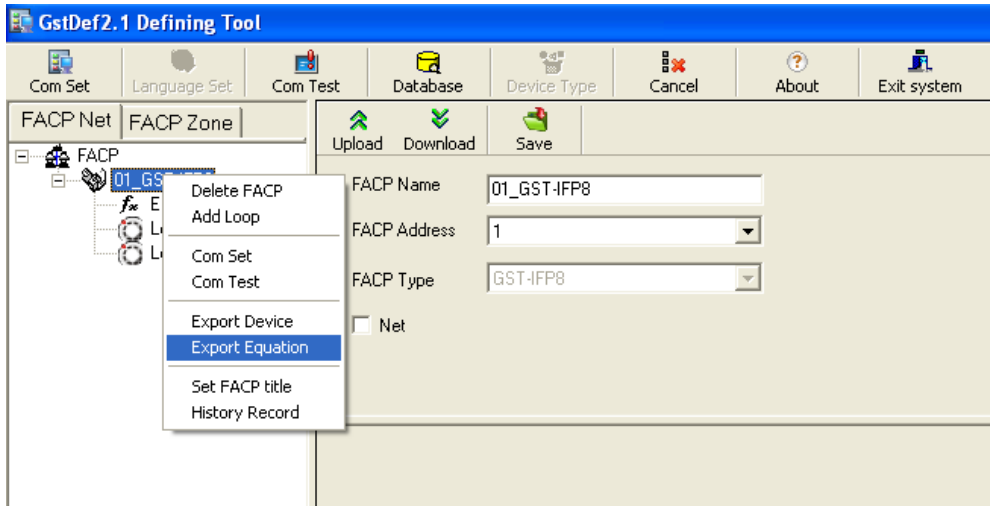 GstDef2.1 Defining Tool
Com Set Language Set Com Test Database Device Type Cancel About Exit system
FACP Net FACP Zone
Upload Download Save
FACP
01_GS
Delete FACP
Add Loop
Com Set
Com Test
Export Device
Export Equation
Set FACP title
History Record
FACP Name 01_GST-IFP8
FACP Address 1
FACP Type GST-IFP8
Net